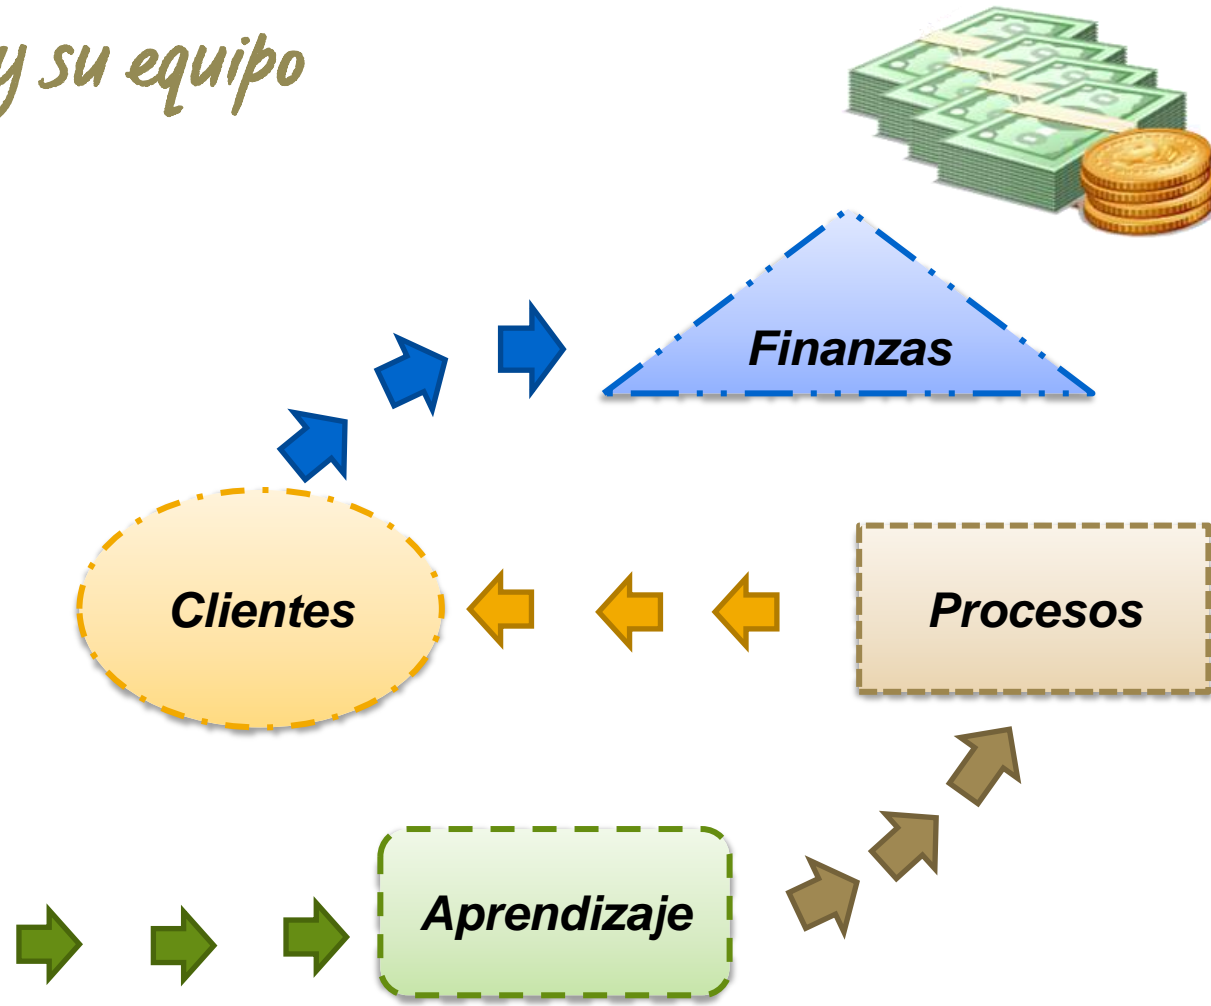 y su equipo
Finanzas
Clientes
Procesos
Aprendizaje